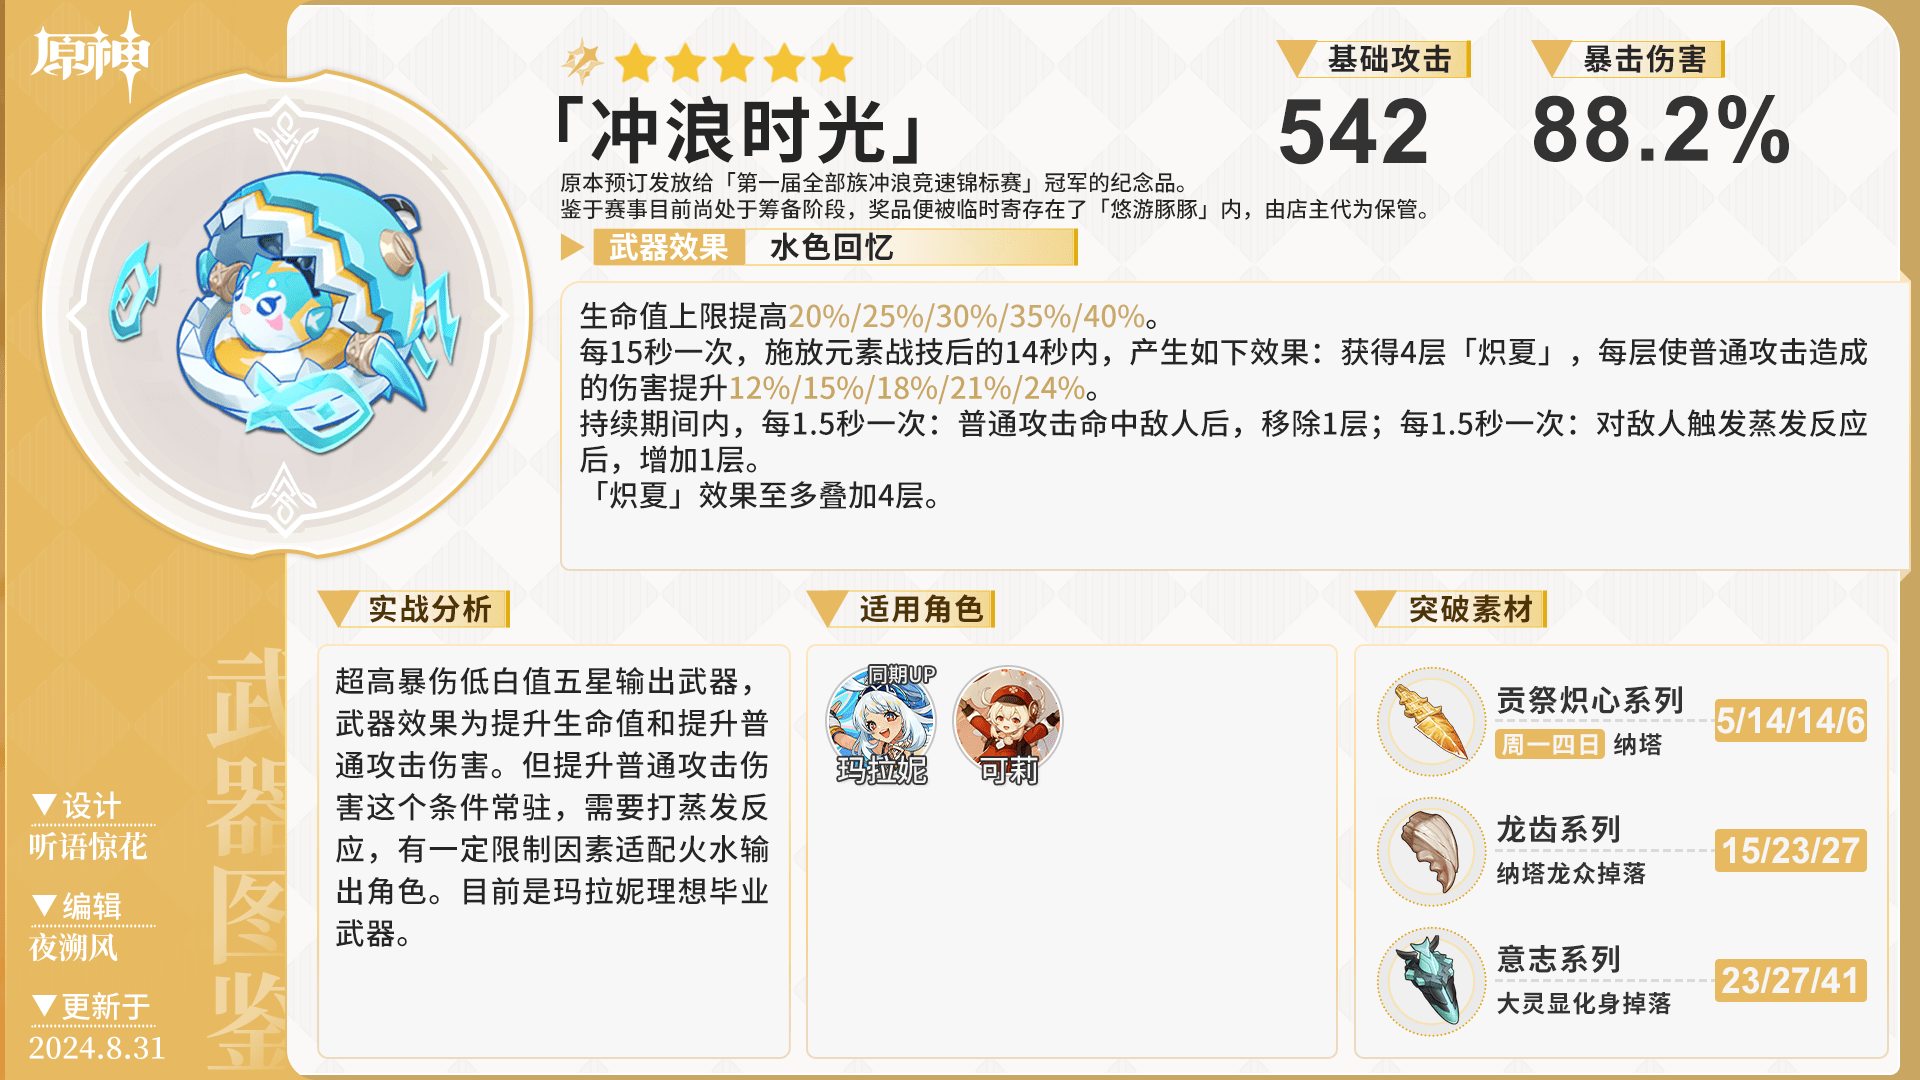 原神
「冲浪时光」
原本预订发放给「第一届全部族冲浪竞速锦标赛」冠军的纪念品。
鉴于赛事目前尚处于筹备阶段，奖品便被临时寄存在了「悠游豚豚」内，由店主代为保管。
基础攻击
542
暴击伤害
88.2%
武器效果 水色回忆
生命值上限提高20%/25%/30%/35%/40%。
每15秒一次，施放元素战技后的14秒内，产生如下效果：获得4层「炽夏」，每层使普通攻击造成
的伤害提升12%/15%/18%/21%/24%。
持续期间内，每1.5秒一次：普通攻击命中敌人后，移除1层；每1.5秒一次：对敌人触发蒸发反应
后，增加1层。
「炽夏」效果至多叠加4层。
实战分析
超高暴伤低白值五星输出武器，
武器效果为提升生命值和提升普
通攻击伤害。但提升普通攻击伤
害这个条件常驻，需要打蒸发反
应，有一定限制因素适配火水输
出角色。目前是玛拉妮理想毕业
武器。
适用角色
同期UP
玛拉妮
可莉
突破素材
贡祭炽心系列
周一四日 纳塔
5/14/14/6
龙齿系列
纳塔龙众掉落
15/23/27
意志系列
大灵显化身掉落
23/27/41
武器图鉴
▼设计
听语惊花
▼编辑
夜溯风
▼更新于
2024.8.31